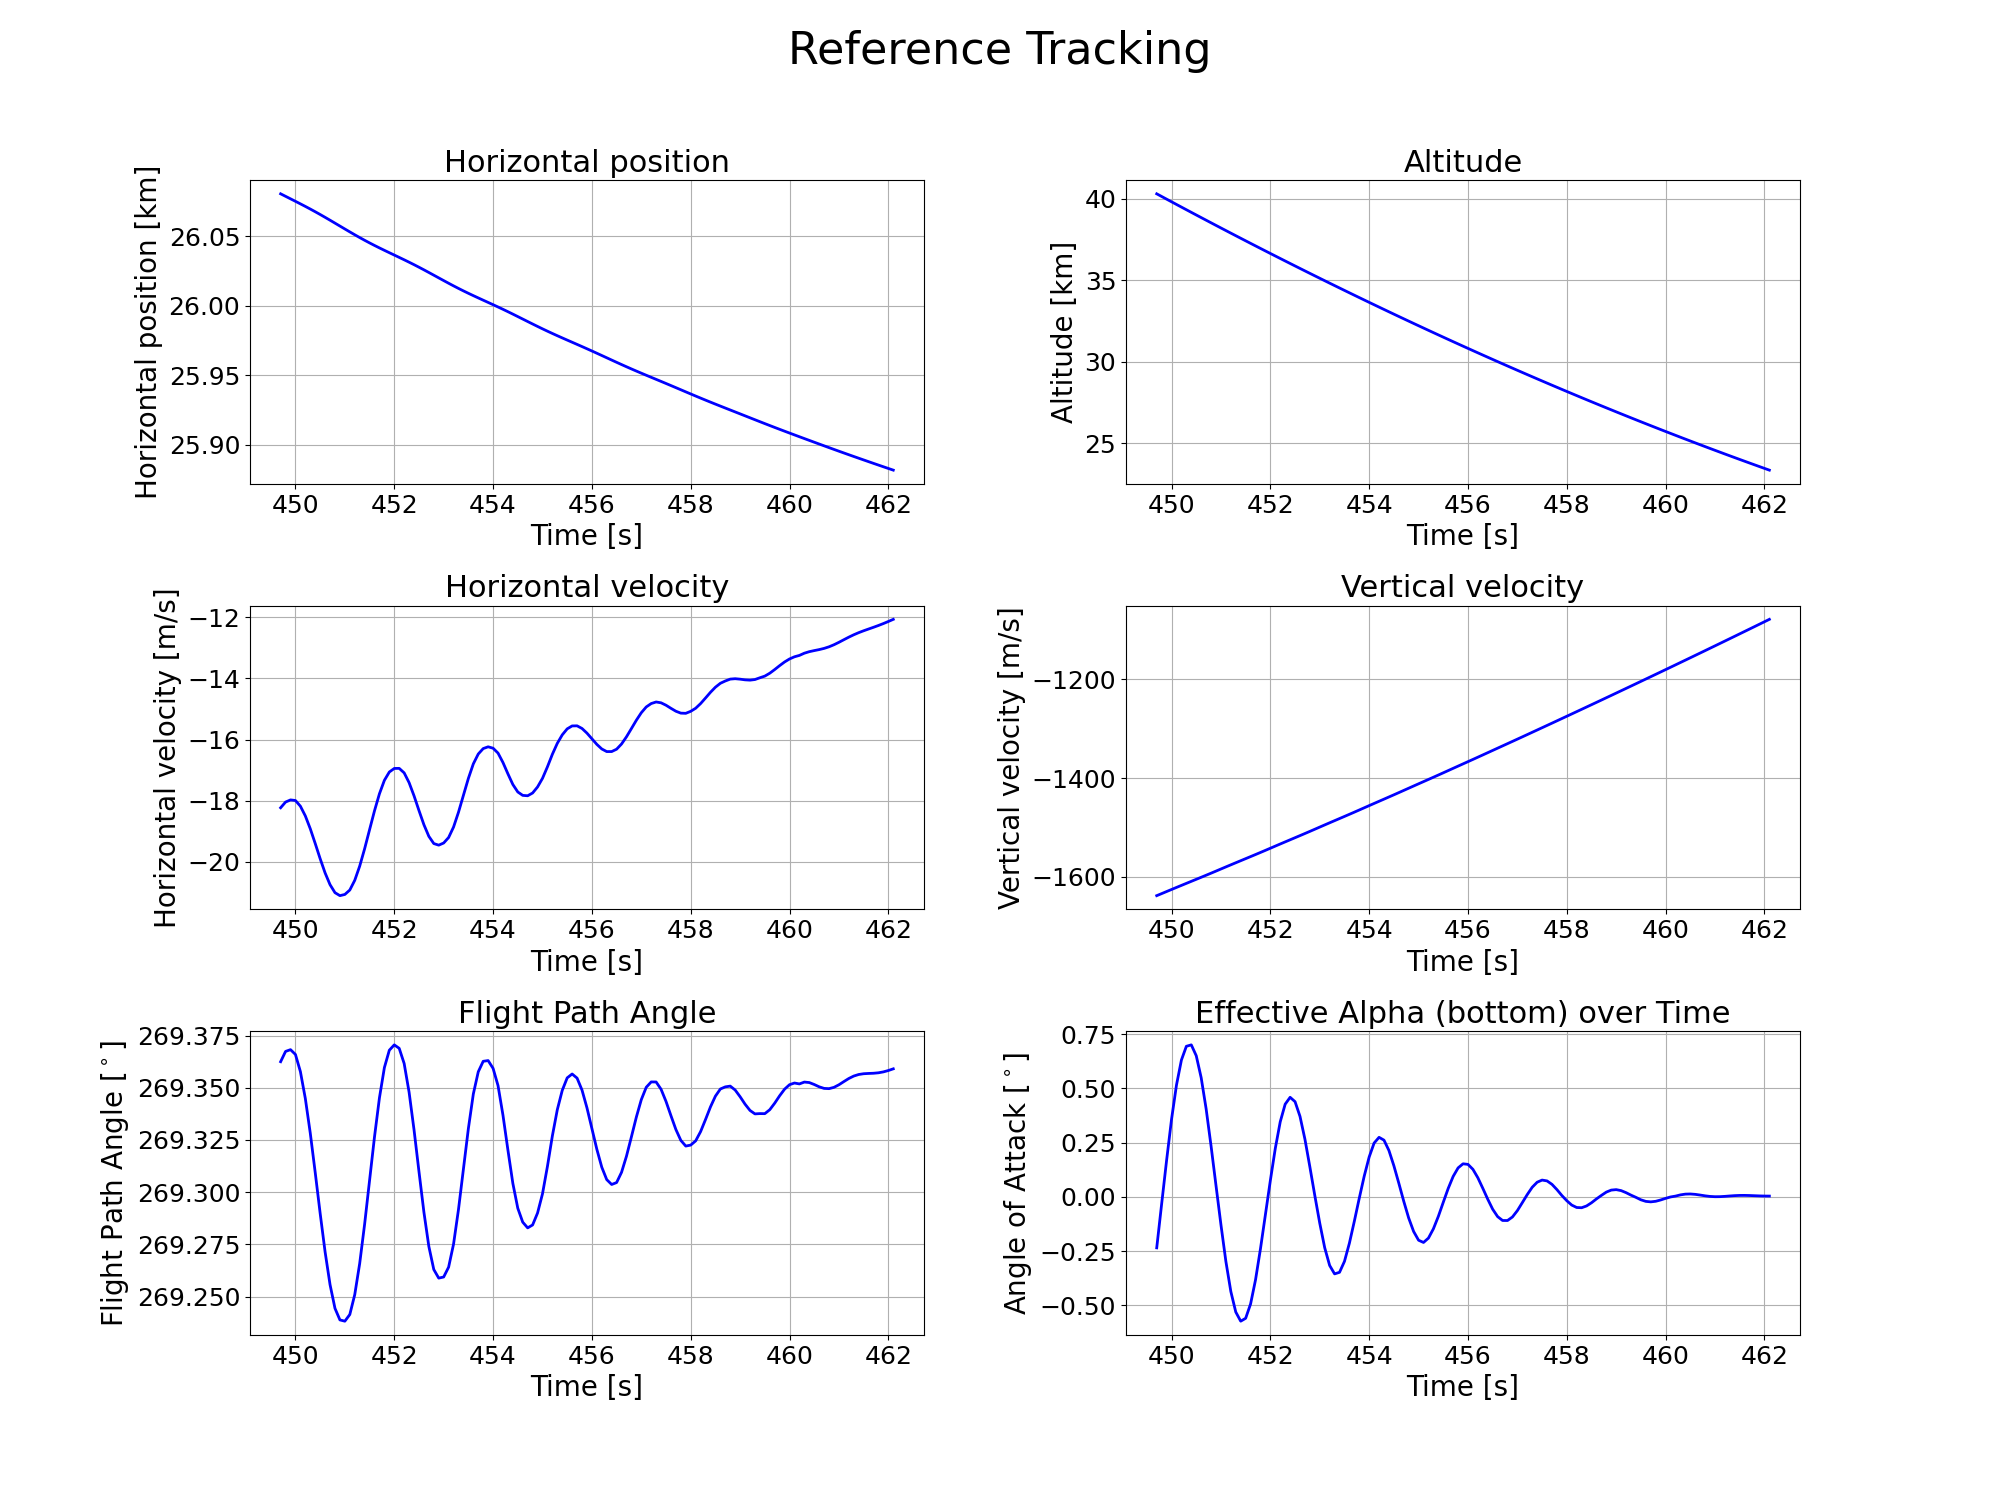 Reference Tracking
Horizontal position
Horizontal position [km]
26.05
26.00
25.95
25.90
450 452 454 456 458 460 462
Time [s]
Altitude
Altitude [km]
40
35
30
25
450 452 454 456 458 460 462
Time [s]
Horizontal velocity
Horizontal velocity [m/s]
−12
−14
−16
−18
−20
450 452 454 456 458 460 462
Time [s]
Vertical velocity
Vertical velocity [m/s]
−1200
−1400
−1600
450 452 454 456 458 460 462
Time [s]
Flight Path Angle
Flight Path Angle [°]
269.375
269.350
269.325
269.300
269.275
269.250
450 452 454 456 458 460 462
Time [s]
Effective Alpha (bottom) over Time
Angle of Attack [°]
0.75
0.50
0.25
0.00
−0.25
−0.50
450 452 454 456 458 460 462
Time [s]